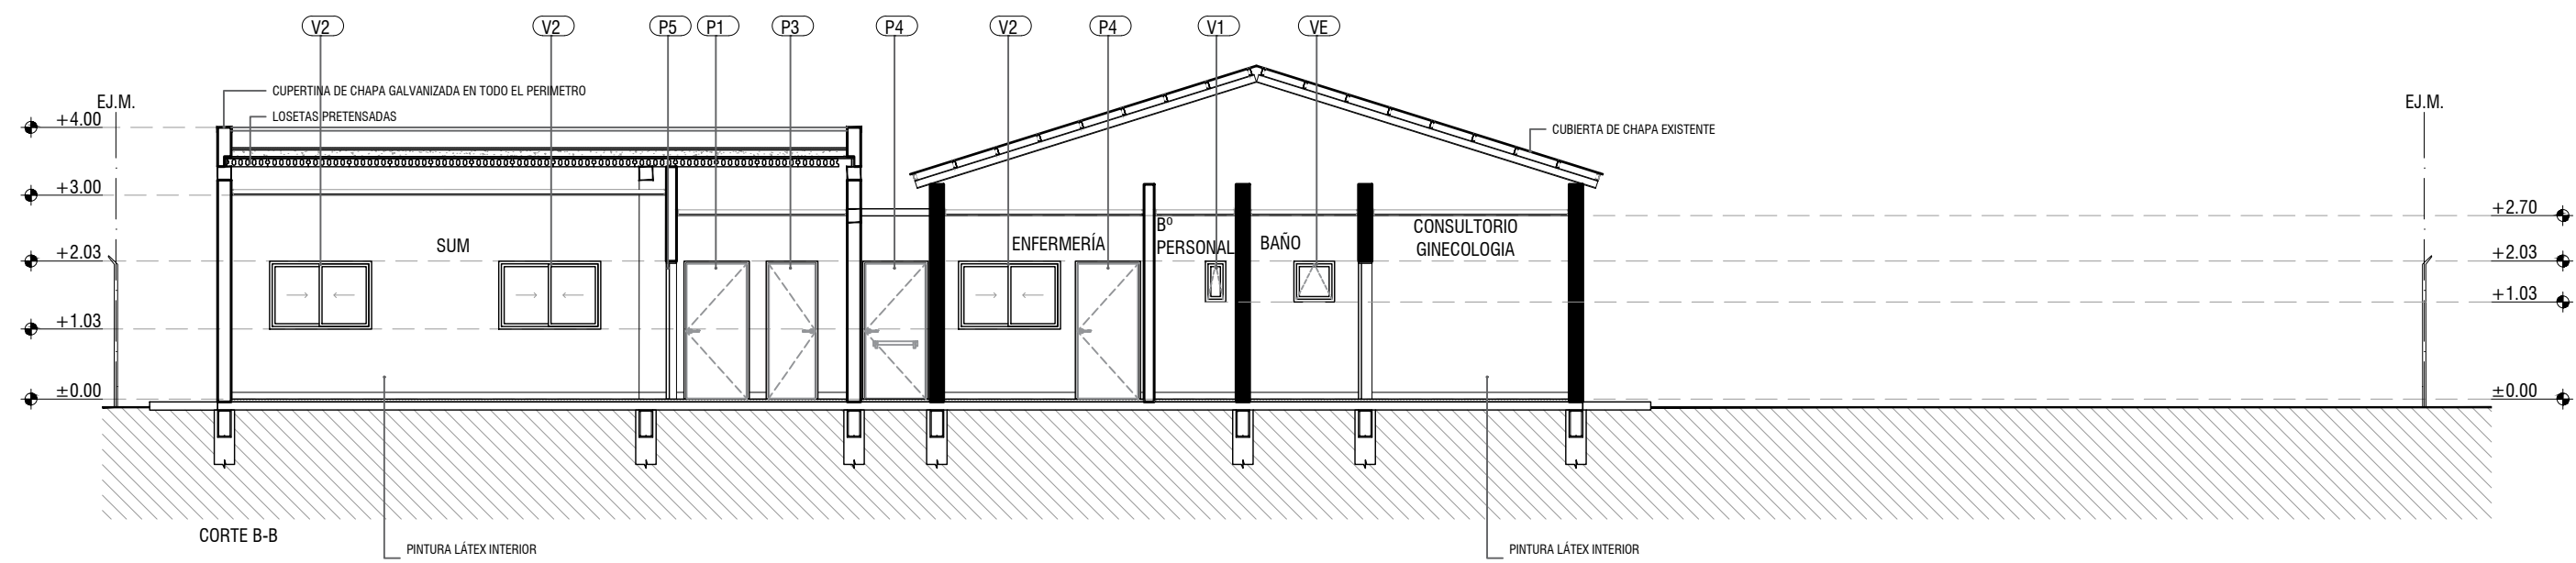 V2
V2
P5
P1
P3
P4
V2
P4
V1
VE
CUPERTINA DE CHAPA GALVANIZADA EN TODO EL PERIMETRO
EJ.M.
EJ.M.
LOSETAS PRETENSADAS
+4.00
CUBIERTA DE CHAPA EXISTENTE
+3.00
+2.70
Bº
PERSONAL
CONSULTORIO
GINECOLOGIA
SUM
ENFERMERÍA
BAÑO
+2.03
+2.03
+1.03
+1.03
±0.00
±0.00
CORTE B-B
PINTURA LÁTEX INTERIOR
PINTURA LÁTEX INTERIOR